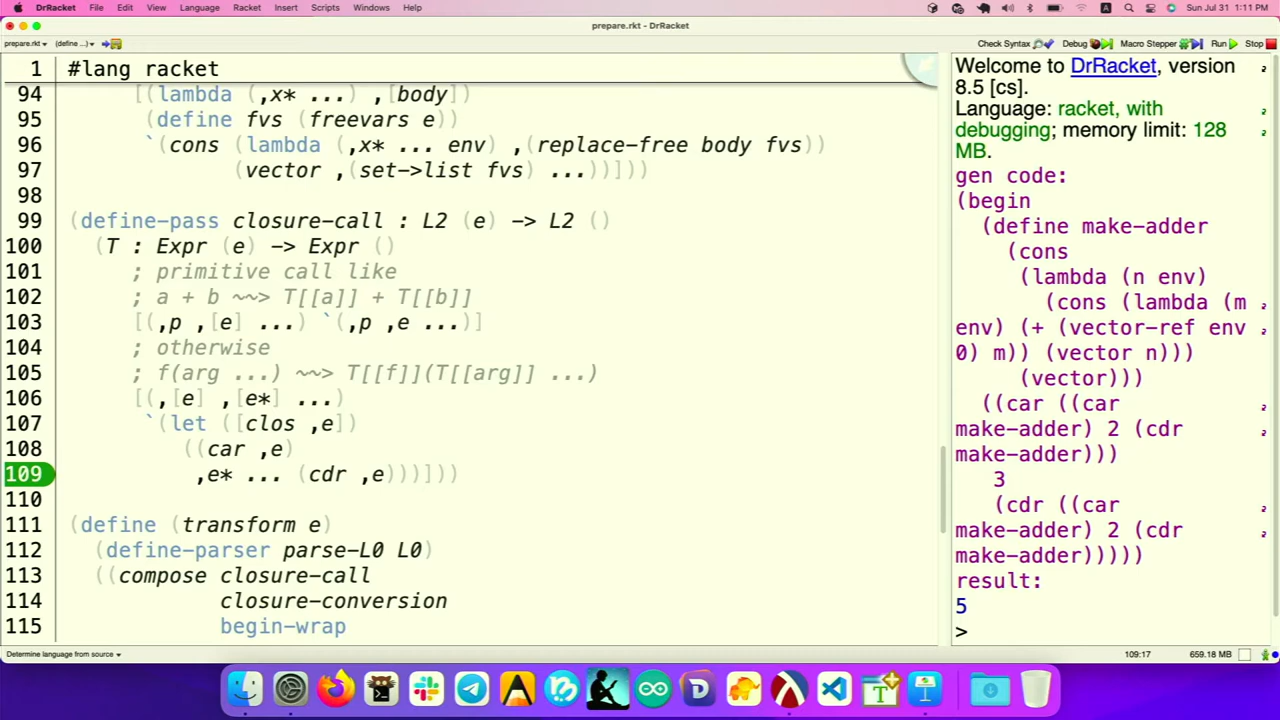 DrRacket File Edit View Language Racket Insert Scripts Windows Help
A
Sun Jul 31 1:11 PM
prepare.rkt - DrRacket
prepare.rkt (define ...)
Check Syntax Debug Macro Stepper Run Stop
1 #lang racket
94 [(lambda (,x* ...) ,[body])
95 (define fvs (freevars e))
96 `(cons (lambda (,x* ... env) ,(replace-free body fvs))
97 (vector ,(set->list fvs) ...))]))
98
99 (define-pass closure-call : L2 (e) -> L2 ()
100 (T : Expr (e) -> Expr ()
101 ; primitive call like
102 ; a + b ~~> T[[a]] + T[[b]]
103 [(,p ,[e] ...) `(,p ,e ...)]
104 ; otherwise
105 ; f(arg ...) ~~> T[[f]](T[[arg]] ...)
106 [(,[e] ,[e*] ...)
107 `(let ([clos ,e])
108 ((car ,e)
109 ,e* ... (cdr ,e)))]))
110
111 (define (transform e)
112 (define-parser parse-L0 L0)
113 ((compose closure-call
114 closure-conversion
115 begin-wrap
Welcome to DrRacket, version
8.5 [cs].
Language: racket, with
debugging; memory limit: 128
MB.
gen code:
(begin
(define make-adder
(cons
(lambda (n env)
(cons (lambda (m
env) (+ (vector-ref env
0) m)) (vector n)))
(vector)))
((car ((car
make-adder) 2 (cdr
make-adder)))
3
(cdr ((car
make-adder) 2 (cdr
make-adder)))))
result:
5
>
Determine language from source
109:17
659.18 MB